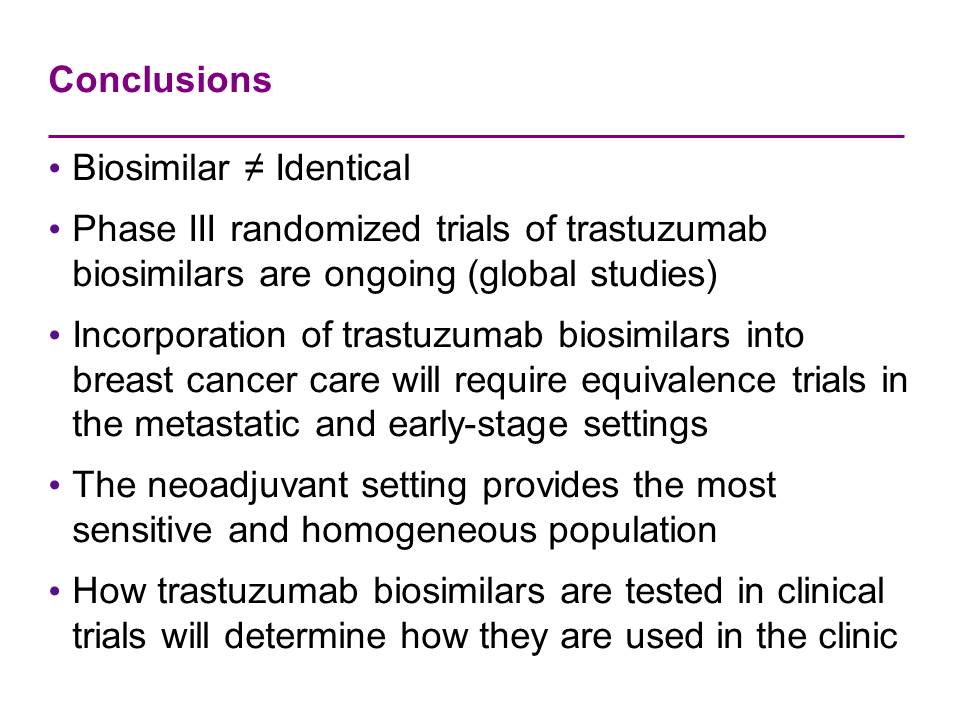 Conclusions
• Biosimilar ≠ Identical
• Phase III randomized trials of trastuzumab
biosimilars are ongoing (global studies)
• Incorporation of trastuzumab biosimilars into
breast cancer care will require equivalence trials in
the metastatic and early-stage settings
• The neoadjuvant setting provides the most
sensitive and homogeneous population
• How trastuzumab biosimilars are tested in clinical
trials will determine how they are used in the clinic